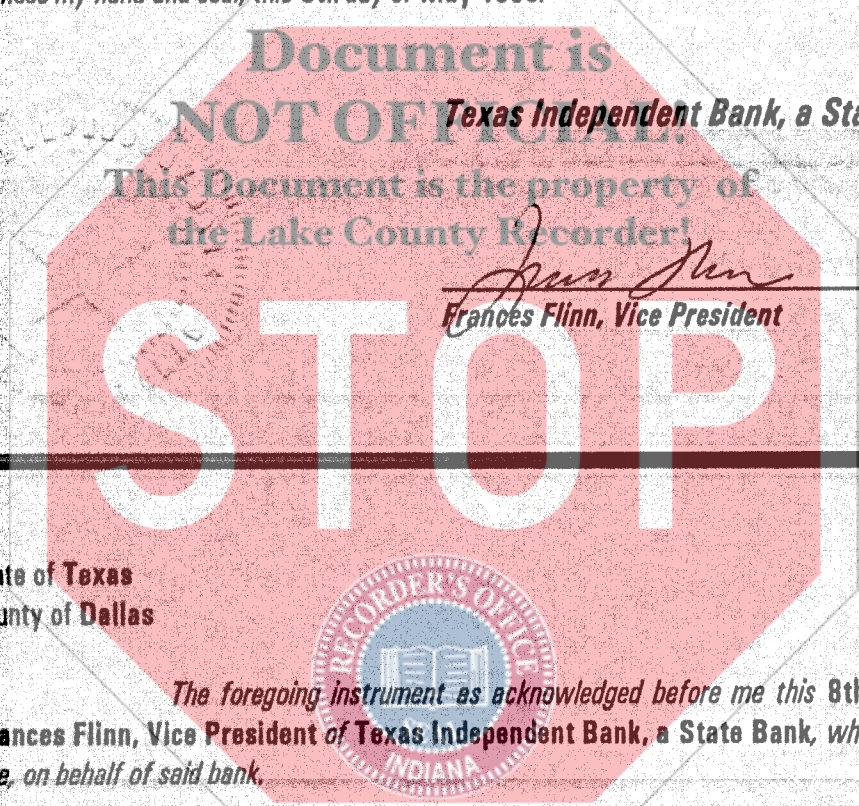 Document is
NOT OFFICIAL!
Texas Independent Bank, a Sta
This Document is the property of
the Lake County Recorder!
Frances Flinn, Vice President
STOP
te of Texas
unty of Dallas
RECORDER'S OFFICE
The foregoing instrument as acknowledged before me this 8th
ances Flinn, Vice President of Texas Independent Bank, a State Bank, wh
e, on behalf of said bank.
INDIANA